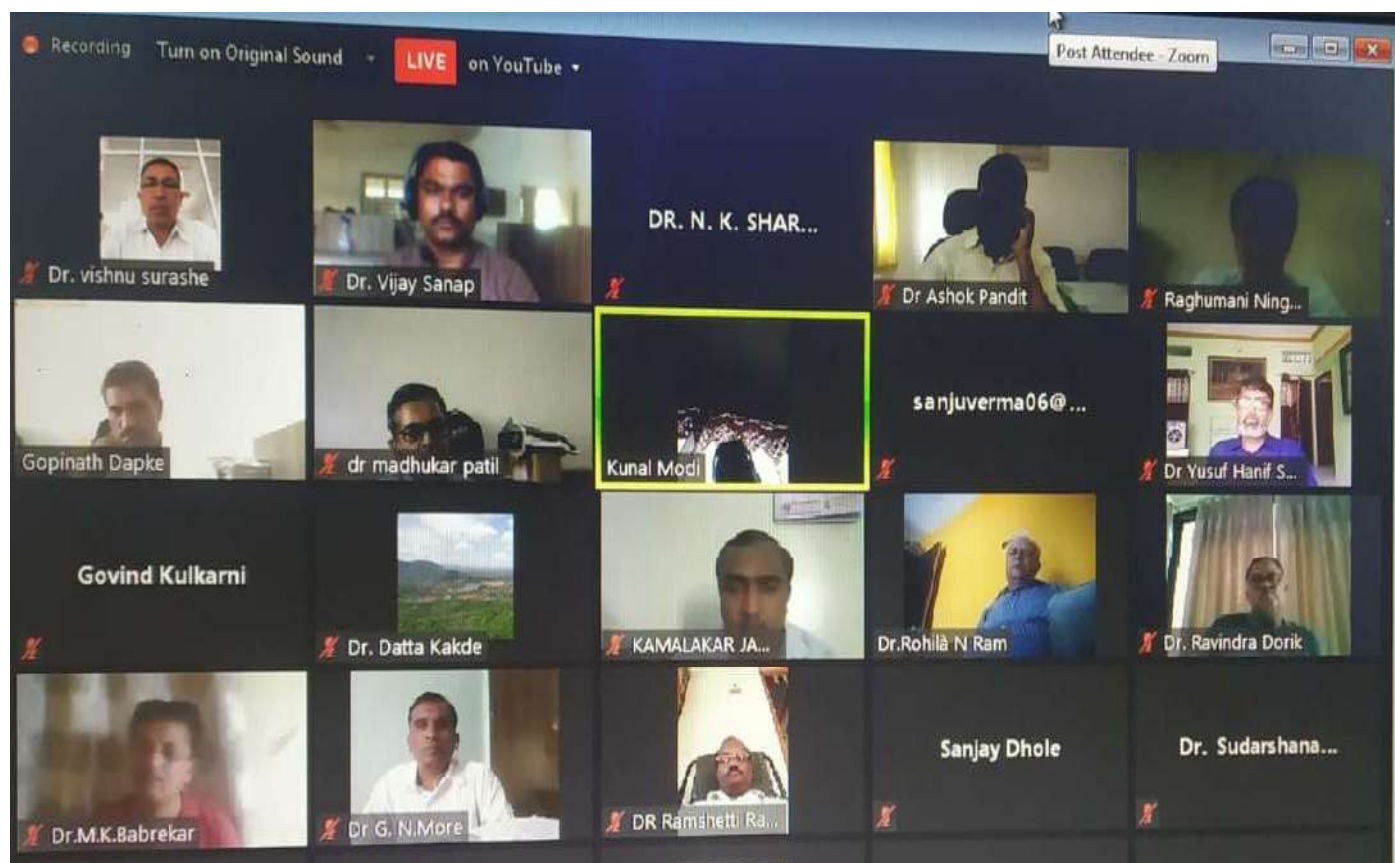 Recording Turn on Original Sound LIVE on YouTube
Post Attendee - Zoom
Dr. vishnu surashe
Dr. Vijay Sanap
DR. N. K. SHAR...
Dr Ashok Pandit
Raghumani Ning...
Gopinath Dapke
dr madhukar patil
Kunal Modi
sanjuverma06@...
Dr Yusuf Hanif S...
Govind Kulkarni
Dr. Datta Kakde
KAMALAKAR JA...
Dr.Rohilà N Ram
Dr. Ravindra Dorik
Dr.M.K.Babrekar
Dr G. N.More
DR Ramshetti Ra...
Sanjay Dhole
Dr. Sudarshana...